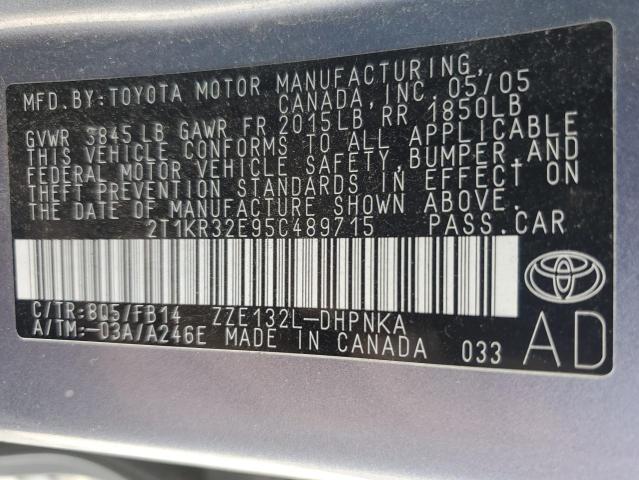 MFD. BY: TOYOTA MOTOR MANUFACTURING,
CANADA, INC. 05/05
GVWR 3845 LB GAWR FR 2015LB RR 1850LB
THIS VEHICLE CONFORMS TO ALL APPLICABLE
FEDERAL MOTOR VEHICLE SAFETY, BUMPER AND
THEFT PREVENTION STANDARDS IN EFFECT ON
THE DATE OF MANUFACTURE SHOWN ABOVE.
2T1KR32E95C489715 PASS.CAR
C/TR:8Q5/FB14 ZZE132L-DHPNKA
A/TM:-03A/A246E MADE IN CANADA 033
AD